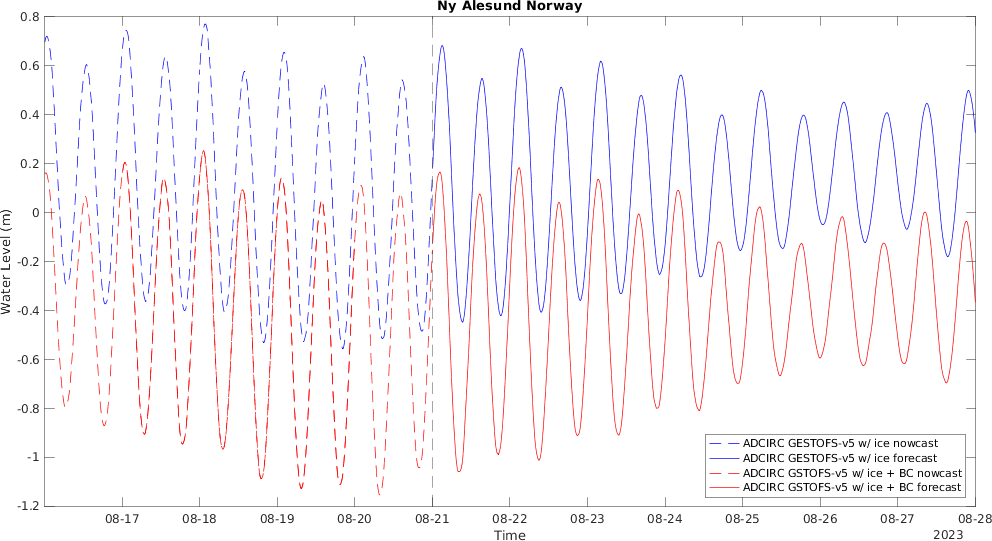 Ny Alesund Norway
0.8
0.6
0.4
0.2
0
-0.2
-0.4
-0.6
-0.8
-1
-1.2
Water Level (m)
08-17 08-18 08-19 08-20 08-21 08-22 08-23 08-24 08-25 08-26 08-27 08-28
Time
2023
ADCIRC GESTOFS-v5 w/ ice nowcast
ADCIRC GESTOFS-v5 w/ ice forecast
ADCIRC GSTOFS-v5 w/ ice + BC nowcast
ADCIRC GSTOFS-v5 w/ ice + BC forecast